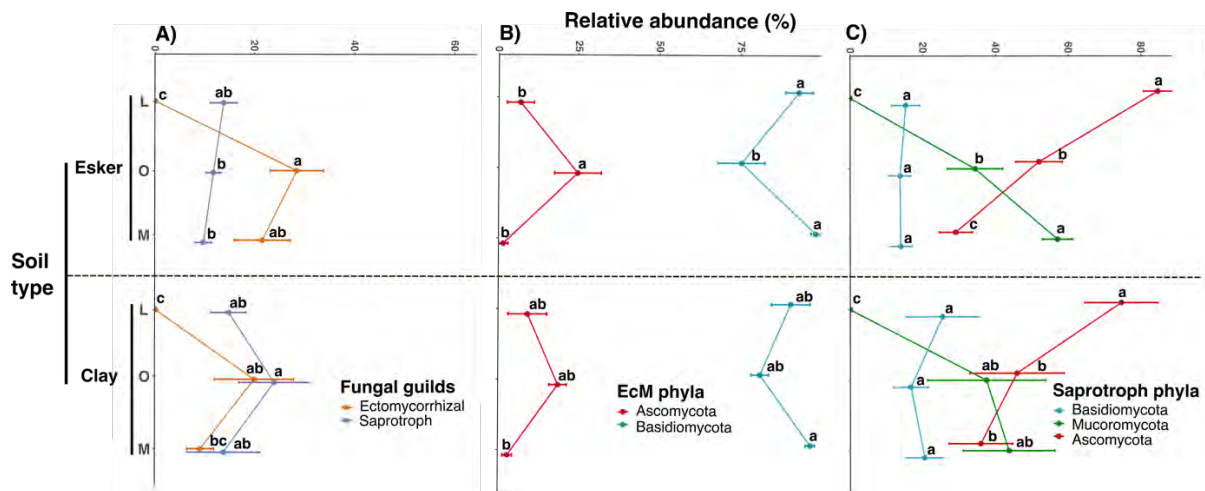 Relative abundance (%)
A)
0 20 40 60
B)
0 25 50 75
C)
0 20 40 60 80
Soil type
Esker
L c ab
O b a
M b ab
b a
a b
b a
c a a
a b b
a c a
Clay
L c ab
O ab a
M bc ab
ab ab
ab ab
b a
c a a
a ab b
a b ab
Fungal guilds
Ectomycorrhizal
Saprotroph
EcM phyla
Ascomycota
Basidiomycota
Saprotroph phyla
Basidiomycota
Mucoromycota
Ascomycota